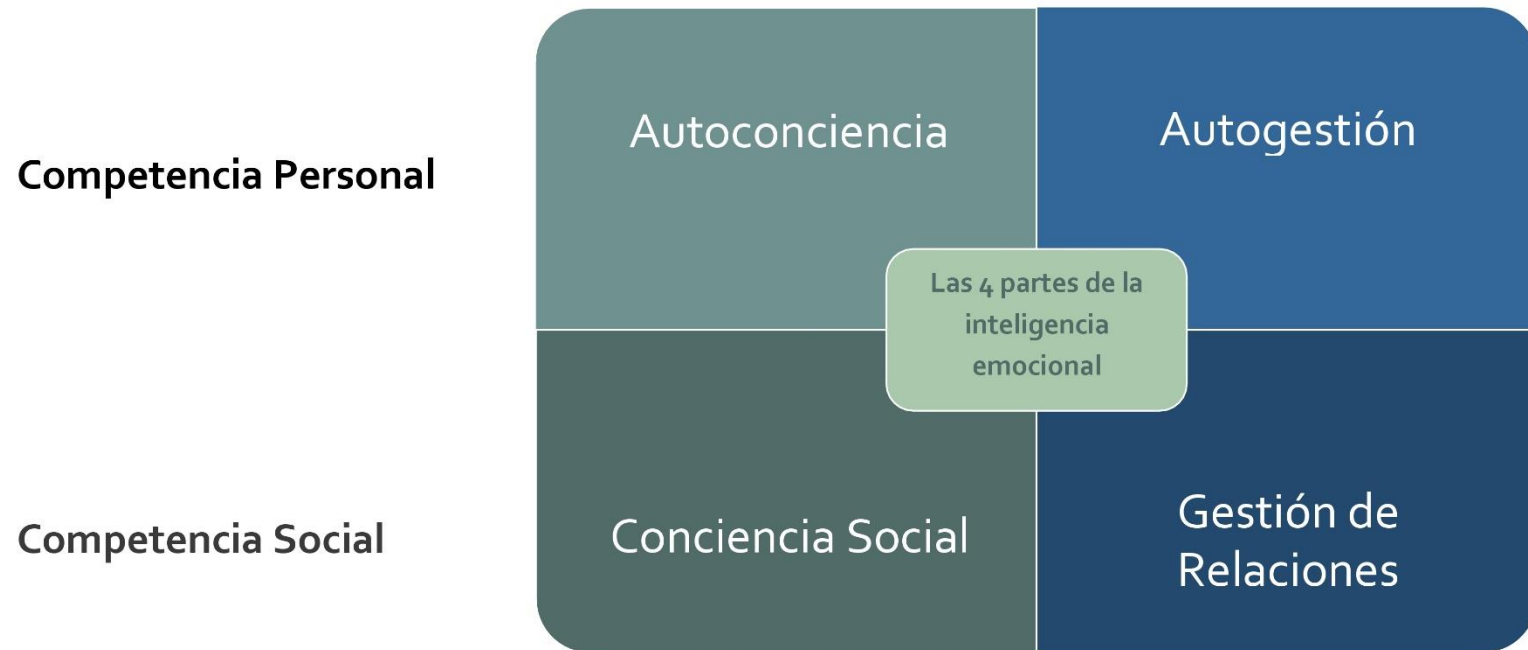 Autoconciencia
Autogestión
Competencia Personal
Las 4 partes de la
inteligencia
emocional
Competencia Social
Conciencia Social
Gestión de
Relaciones